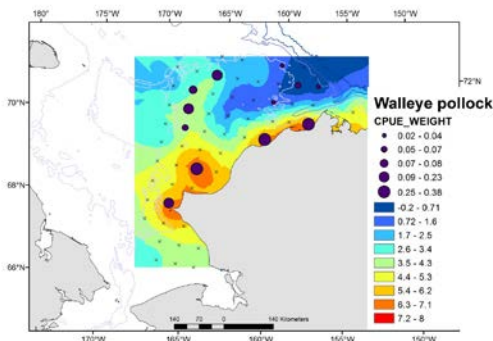 180° 170°W 165°W 160°W 155°W 150°W
72°N
70°N
68°N
66°N
170°W 165°W 160°W 155°W
140 70 0 140 Kilometers
Walleye pollock
CPUE_WEIGHT
0.02 - 0.04
0.05 - 0.07
0.07 - 0.08
0.09 - 0.23
0.25 - 0.38
-0.2 - 0.71
0.72 - 1.6
1.7 - 2.5
2.6 - 3.4
3.5 - 4.3
4.4 - 5.3
5.4 - 6.2
6.3 - 7.1
7.2 - 8